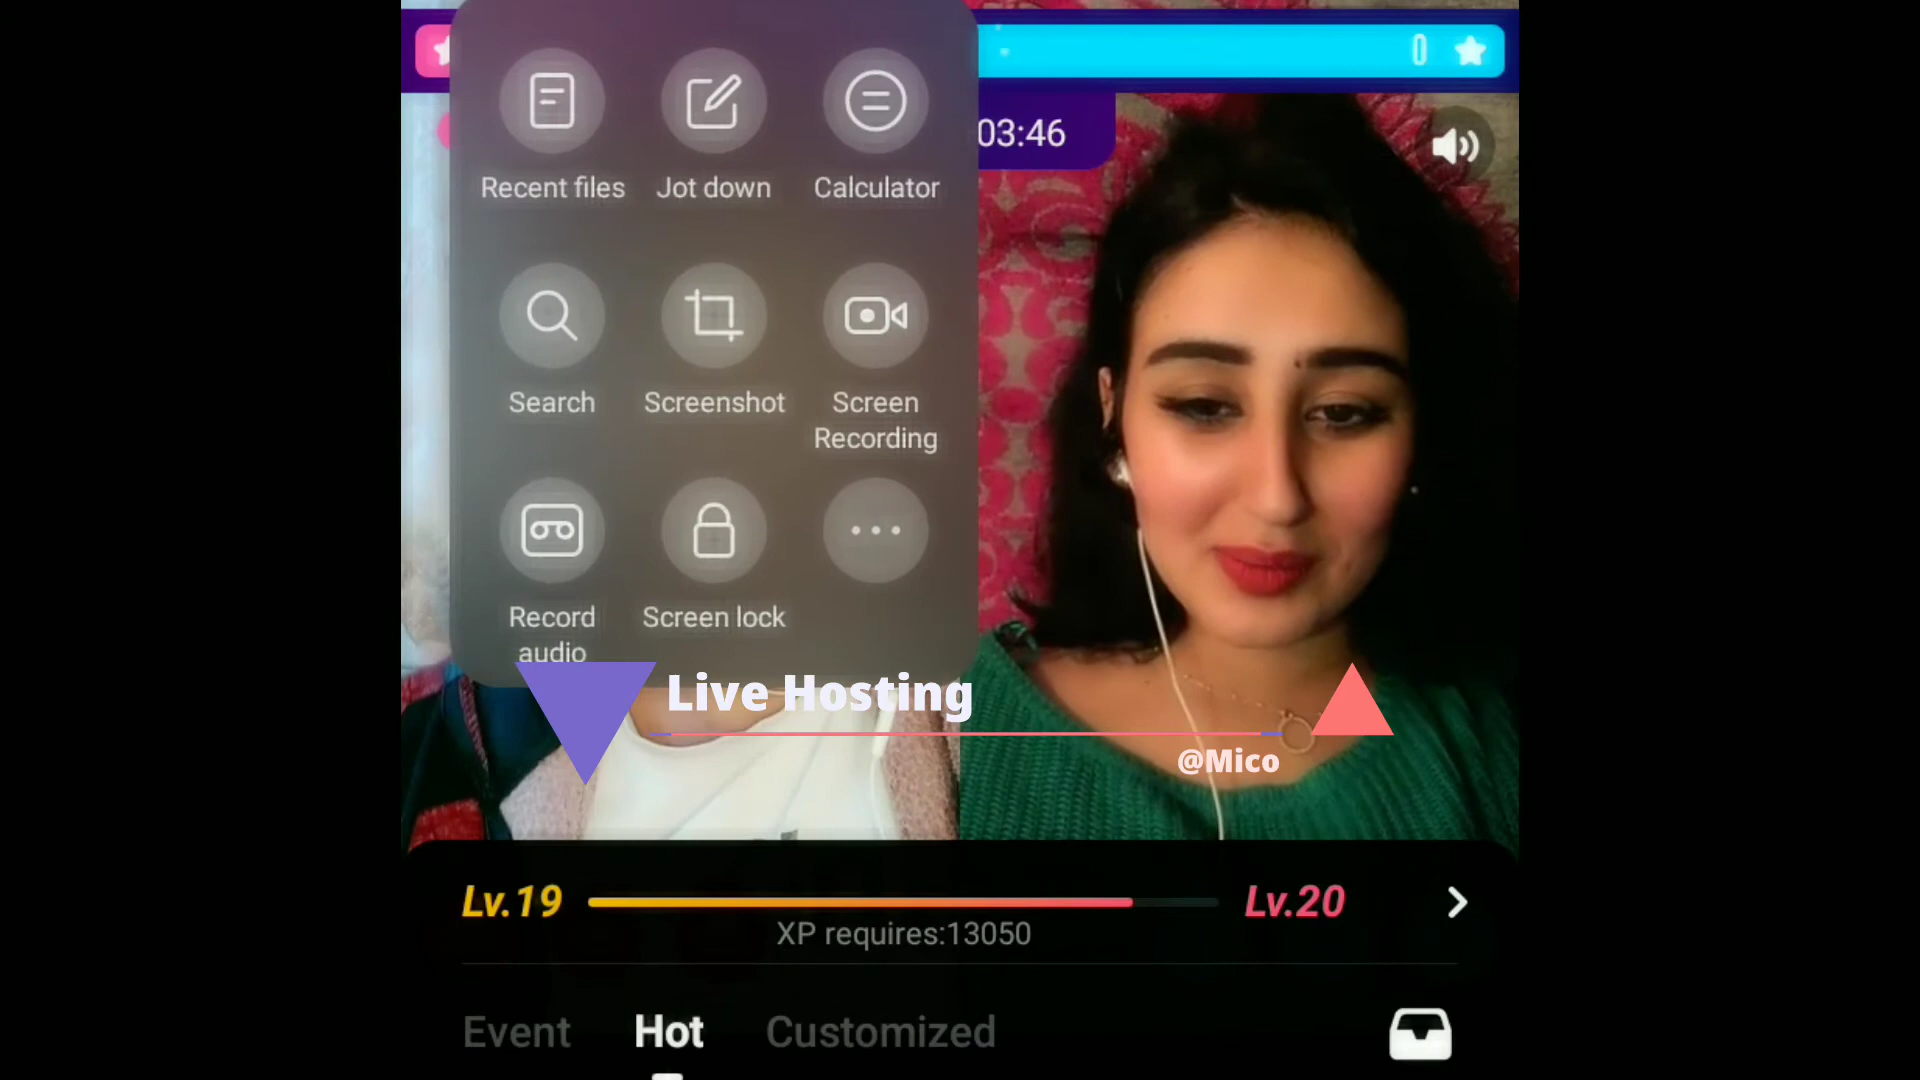 0
03:46
Recent files
Jot down
Calculator
Search
Screenshot
Screen
Recording
Record
audio
Screen lock
Live Hosting
@Mico
Lv.19
Lv.20
XP requires:13050
Event
Hot
Customized